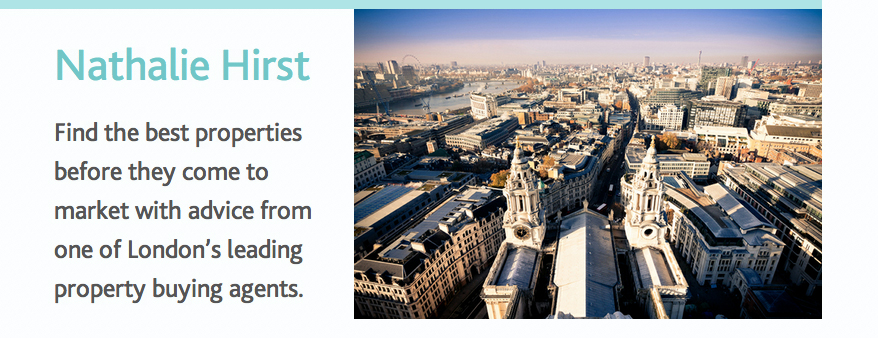 Nathalie Hirst
Find the best properties
before they come to
market with advice from
one of London’s leading
property buying agents.